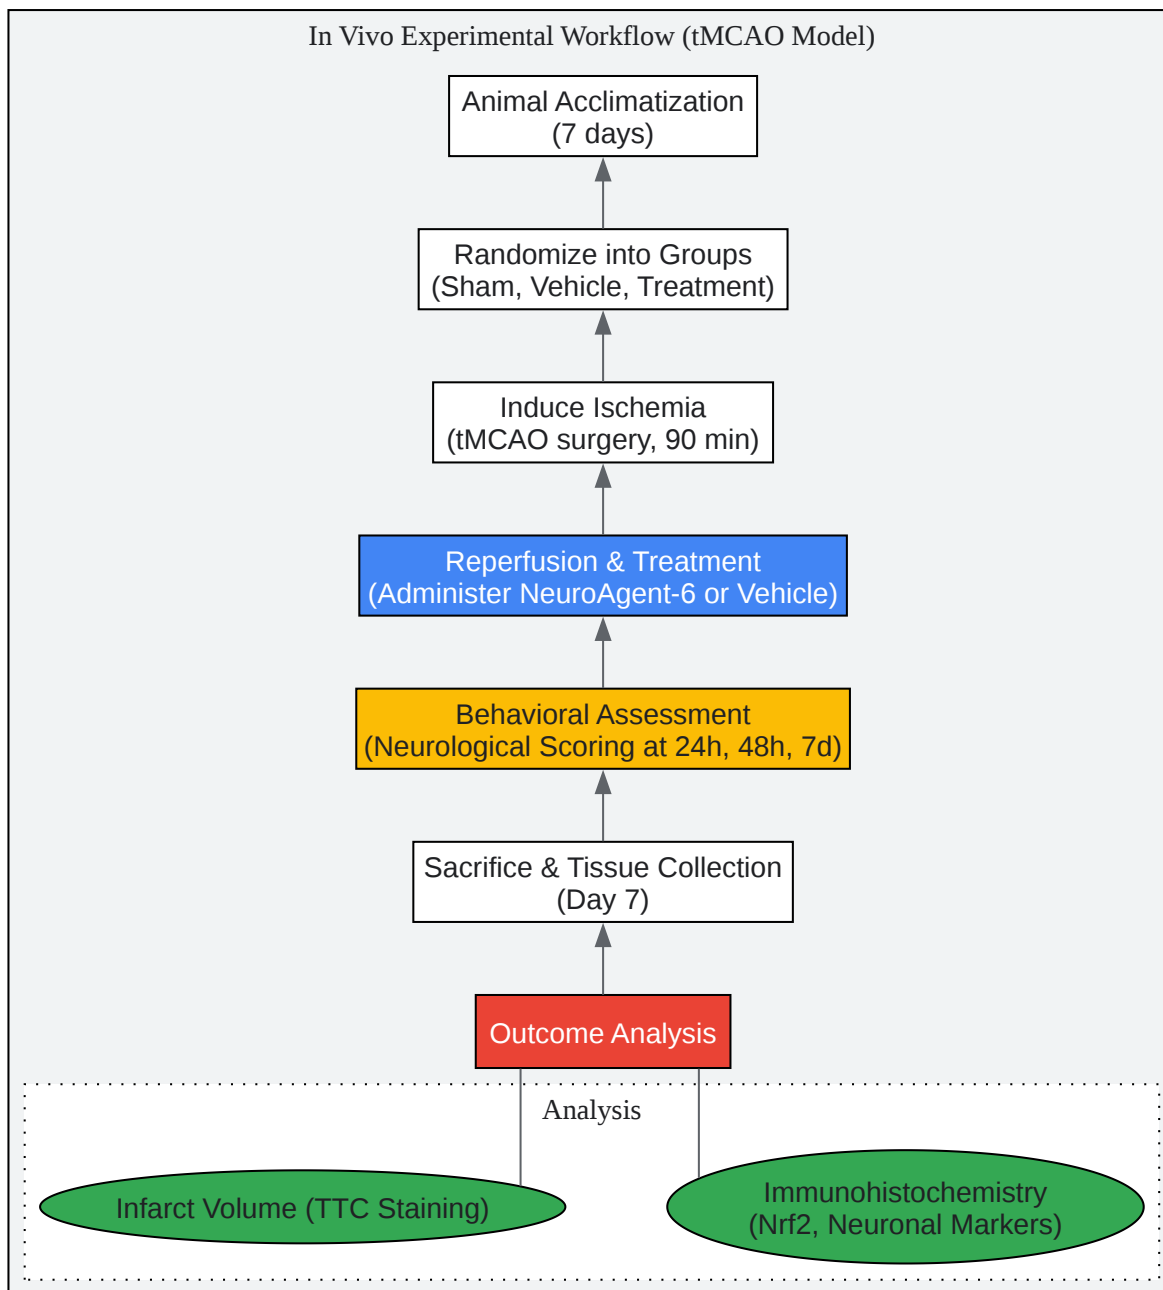 In Vivo Experimental Workflow (tMCAO Model)
Animal Acclimatization
(7 days)
Randomize into Groups
(Sham, Vehicle, Treatment)
Induce Ischemia
(tMCAO surgery, 90 min)
Reperfusion & Treatment
(Administer NeuroAgent-6 or Vehicle)
Behavioral Assessment
(Neurological Scoring at 24h, 48h, 7d)
Sacrifice & Tissue Collection
(Day 7)
Outcome Analysis
Analysis
Infarct Volume (TTC Staining)
Immunohistochemistry
(Nrf2, Neuronal Markers)